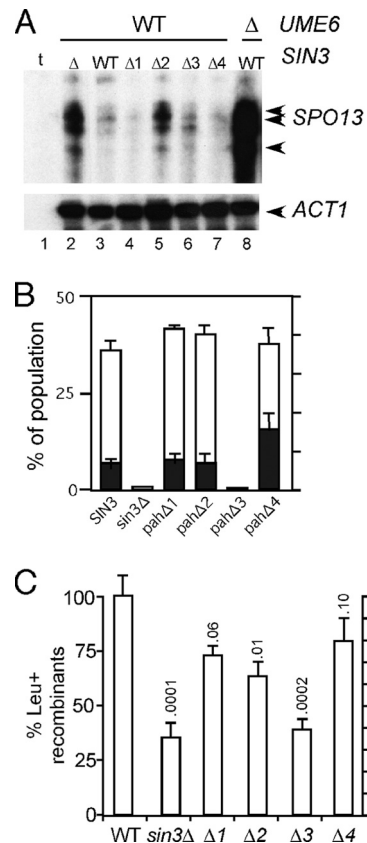 A
WT Δ UME6
t Δ WT Δ1 Δ2 Δ3 Δ4 WT SIN3
SPO13
ACT1
1 2 3 4 5 6 7 8
B
% of population
50
25
0
SIN3 sin3Δ pahΔ1 pahΔ2 pahΔ3 pahΔ4
C
% Leu+
recombinants
100
75
50
25
0
.0001 .06 .01 .0002 .10
WT sin3Δ Δ1 Δ2 Δ3 Δ4